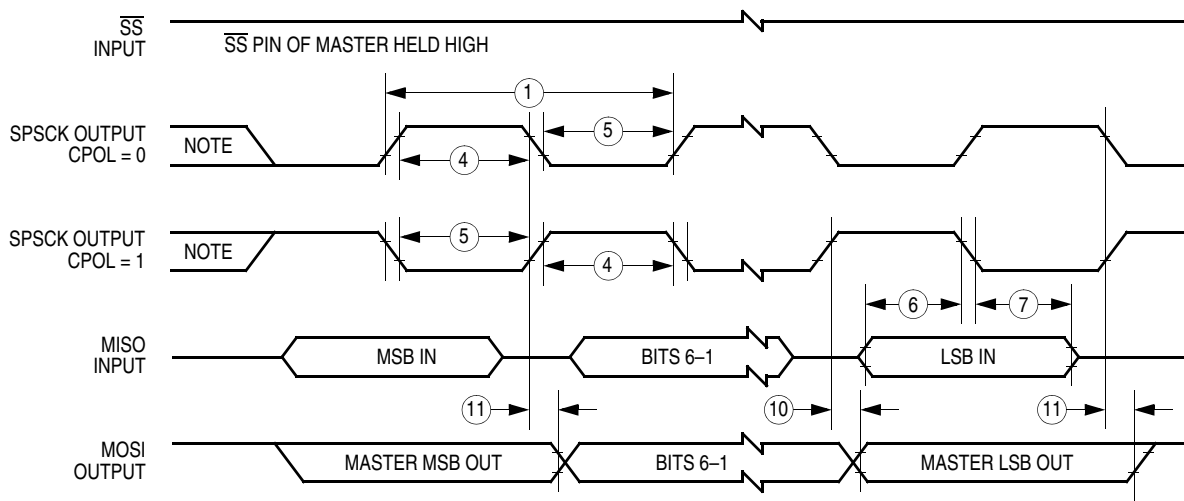 SS
INPUT
SS PIN OF MASTER HELD HIGH
1
SPSCK OUTPUT
CPOL = 0
NOTE
5
4
SPSCK OUTPUT
CPOL = 1
NOTE
5
4
6
7
MISO
INPUT
MSB IN
BITS 6–1
LSB IN
11
10
11
MOSI
OUTPUT
MASTER MSB OUT
BITS 6–1
MASTER LSB OUT